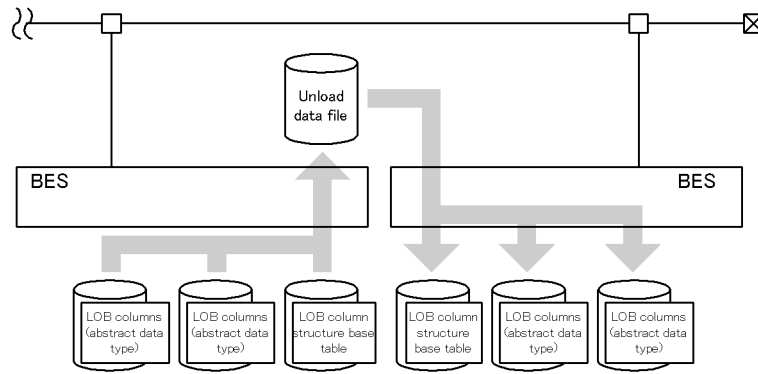 Unload
data file
BES
BES
LOB columns
(abstract data
type)
LOB columns
(abstract data
type)
LOB column
structure base
table
LOB column
structure
base table
LOB columns
(abstract data
type)
LOB columns
(abstract data
type)